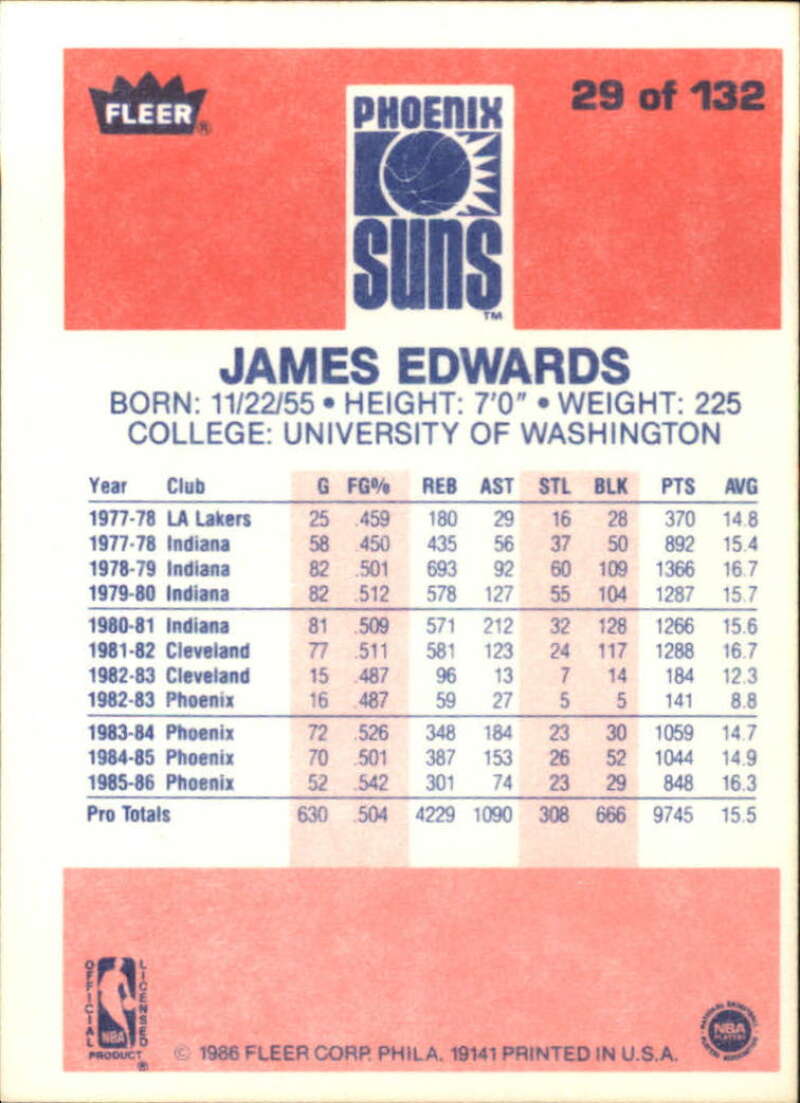 FLEER®
29 of 132
PHOENIX
SUNS
TM
JAMES EDWARDS
BORN: 11/22/55 • HEIGHT: 7'0" • WEIGHT: 225
COLLEGE: UNIVERSITY OF WASHINGTON
Year Club G FG% REB AST STL BLK PTS AVG
1977-78 LA Lakers 25 .459 180 29 16 28 370 14.8
1977-78 Indiana 58 .450 435 56 37 50 892 15.4
1978-79 Indiana 82 .501 693 92 60 109 1366 16.7
1979-80 Indiana 82 .512 578 127 55 104 1287 15.7
1980-81 Indiana 81 .509 571 212 32 128 1266 15.6
1981-82 Cleveland 77 .511 581 123 24 117 1288 16.7
1982-83 Cleveland 15 .487 96 13 7 14 184 12.3
1982-83 Phoenix 16 .487 59 27 5 5 141 8.8
1983-84 Phoenix 72 .526 348 184 23 30 1059 14.7
1984-85 Phoenix 70 .501 387 153 26 52 1044 14.9
1985-86 Phoenix 52 .542 301 74 23 29 848 16.3
Pro Totals 630 .504 4229 1090 308 666 9745 15.5
OFFICIAL
LICENSED
NBA
PRODUCT®
© 1986 FLEER CORP. PHILA. 19141 PRINTED IN U.S.A.
NATIONAL BASKETBALL
NBA
PLAYERS
PLAYERS ASSOCIATION